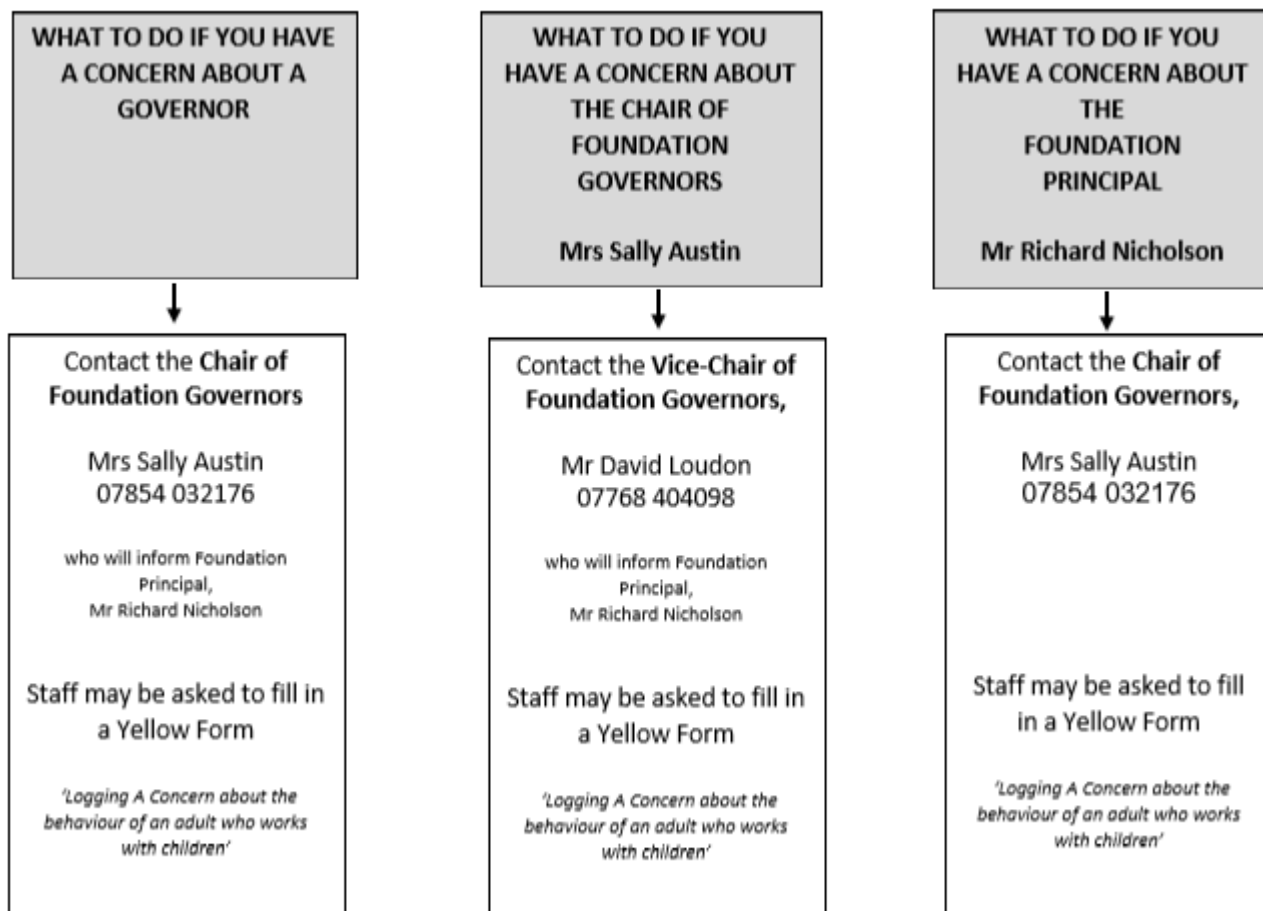 WHAT TO DO IF YOU HAVE
A CONCERN ABOUT A
GOVERNOR
Contact the Chair of
Foundation Governors
Mrs Sally Austin
07854 032176
who will inform Foundation
Principal,
Mr Richard Nicholson
Staff may be asked to fill in
a Yellow Form
'Logging A Concern about the
behaviour of an adult who works
with children'
WHAT TO DO IF YOU
HAVE A CONCERN ABOUT
THE CHAIR OF
FOUNDATION
GOVERNORS
Mrs Sally Austin
Contact the Vice-Chair of
Foundation Governors,
Mr David Loudon
07768 404098
who will inform Foundation
Principal,
Mr Richard Nicholson
Staff may be asked to fill in
a Yellow Form
'Logging A Concern about the
behaviour of an adult who works
with children'
WHAT TO DO IF YOU
HAVE A CONCERN ABOUT
THE
FOUNDATION
PRINCIPAL
Mr Richard Nicholson
Contact the Chair of
Foundation Governors,
Mrs Sally Austin
07854 032176
Staff may be asked to fill
in a Yellow Form
'Logging A Concern about the
behaviour of an adult who works
with children'